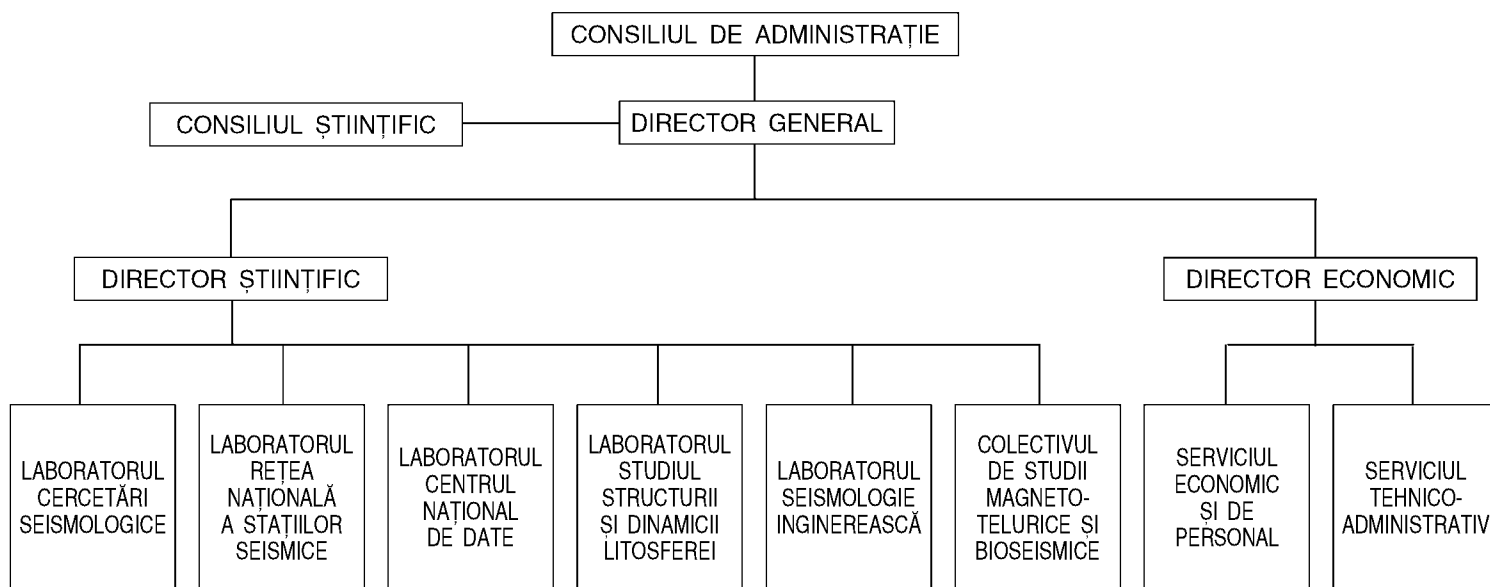 CONSILIUL DE ADMINISTRAȚIE
CONSILIUL ȘTIINȚIFIC
DIRECTOR GENERAL
DIRECTOR ȘTIINȚIFIC
DIRECTOR ECONOMIC
LABORATORUL
CERCETĂRI
SEISMOLOGICE
LABORATORUL
REȚEA
NAȚIONALĂ
A STAȚIILOR
SEISMICE
LABORATORUL
CENTRUL
NAȚIONAL
DE DATE
LABORATORUL
STUDIUL
STRUCTURII
ȘI DINAMICII
LITOSFEREI
LABORATORUL
SEISMOLOGIE
INGINEREASCĂ
COLECTIVUL
DE STUDII
MAGNETO-
TELURICE ȘI
BIOSEISMICE
SERVICIUL
ECONOMIC
ȘI DE
PERSONAL
SERVICIUL
TEHNICO-
ADMINISTRATIV